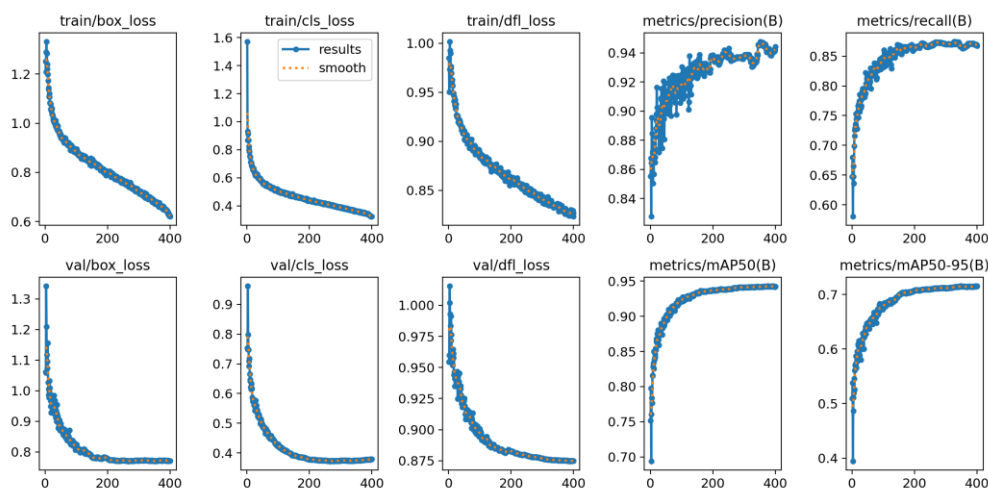 train/box_loss
1.2
1.0
0.8
0.6
0 200 400
train/cls_loss
1.6
1.4
1.2
1.0
0.8
0.6
0.4
0 200 400
results
smooth
train/dfl_loss
1.00
0.95
0.90
0.85
0 200 400
metrics/precision(B)
0.94
0.92
0.90
0.88
0.86
0.84
0 200 400
metrics/recall(B)
0.85
0.80
0.75
0.70
0.65
0.60
0 200 400
val/box_loss
1.3
1.2
1.1
1.0
0.9
0.8
0 200 400
val/cls_loss
0.9
0.8
0.7
0.6
0.5
0.4
0 200 400
val/dfl_loss
1.000
0.975
0.950
0.925
0.900
0.875
0 200 400
metrics/mAP50(B)
0.95
0.90
0.85
0.80
0.75
0.70
0 200 400
metrics/mAP50-95(B)
0.7
0.6
0.5
0.4
0 200 400